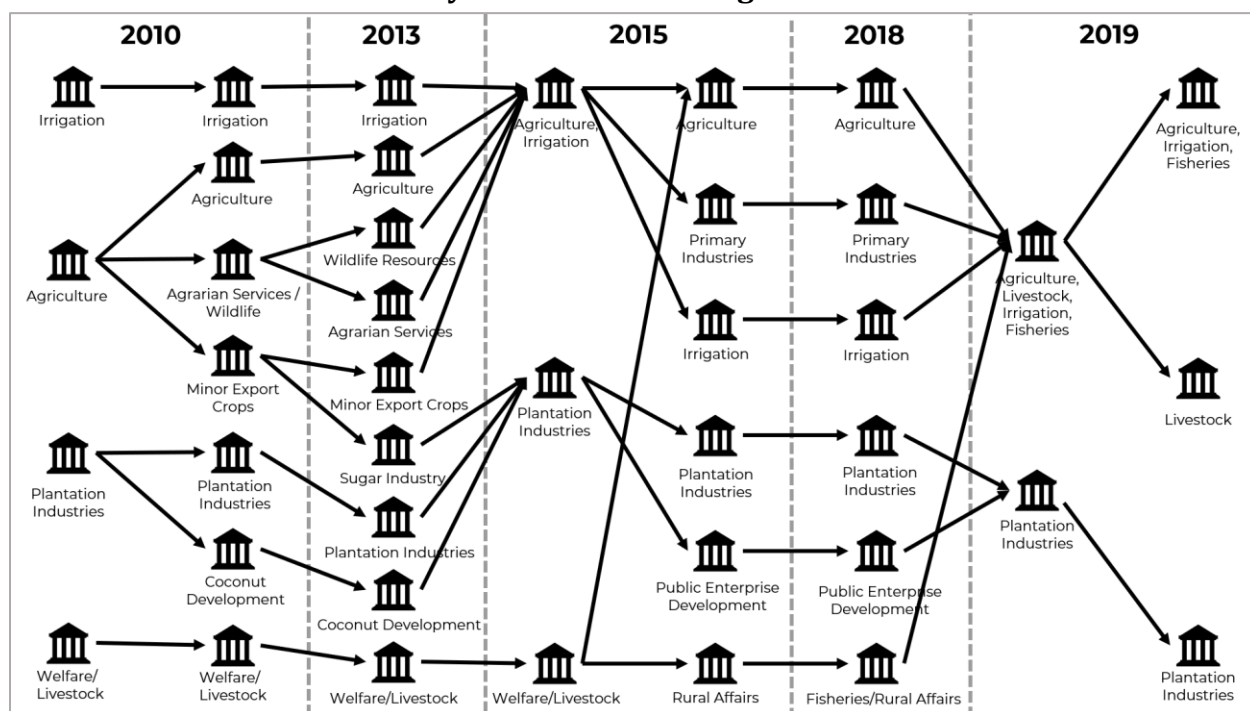 2010
2013
2015
2018
2019
Irrigation
Agriculture
Plantation
Industries
Welfare/
Livestock
Irrigation
Agriculture
Agrarian Services /
Wildlife
Minor Export
Crops
Plantation
Industries
Coconut
Development
Welfare/
Livestock
Irrigation
Agriculture
Wildlife Resources
Agrarian Services
Minor Export Crops
Sugar Industry
Plantation Industries
Coconut Development
Welfare/Livestock
Agriculture,
Irrigation
Plantation
Industries
Welfare/Livestock
Agriculture
Primary
Industries
Irrigation
Plantation
Industries
Public Enterprise
Development
Rural Affairs
Agriculture
Primary
Industries
Irrigation
Plantation
Industries
Public Enterprise
Development
Fisheries/Rural Affairs
Agriculture,
Livestock,
Irrigation,
Fisheries
Plantation
Industries
Agriculture,
Irrigation,
Fisheries
Livestock
Plantation
Industries